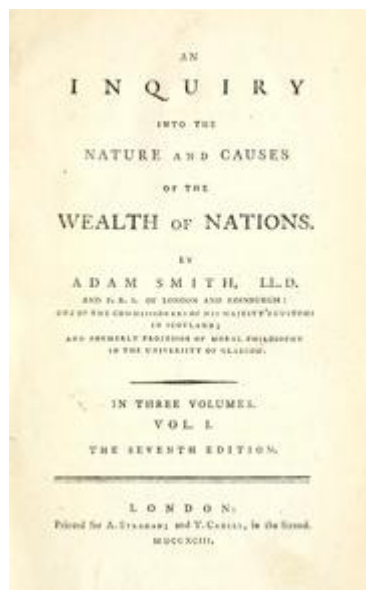 AN
INQUIRY
INTO THE
NATURE AND CAUSES
OF THE
WEALTH OF NATIONS.
BY
ADAM SMITH, LL.D.
AND F. R. S. OF LONDON AND EDINBURGH:
ONE OF THE COMMISSIONERS OF HIS MAJESTY'S CUSTOMS
IN SCOTLAND;
AND FORMERLY PROFESSOR OF MORAL PHILOSOPHY
IN THE UNIVERSITY OF GLASGOW.
IN THREE VOLUMES.
VOL. I.
THE SEVENTH EDITION.
LONDON:
Printed for A. STRAHAN; and T. CADELL, in the Strand.
MDCCXCIII.